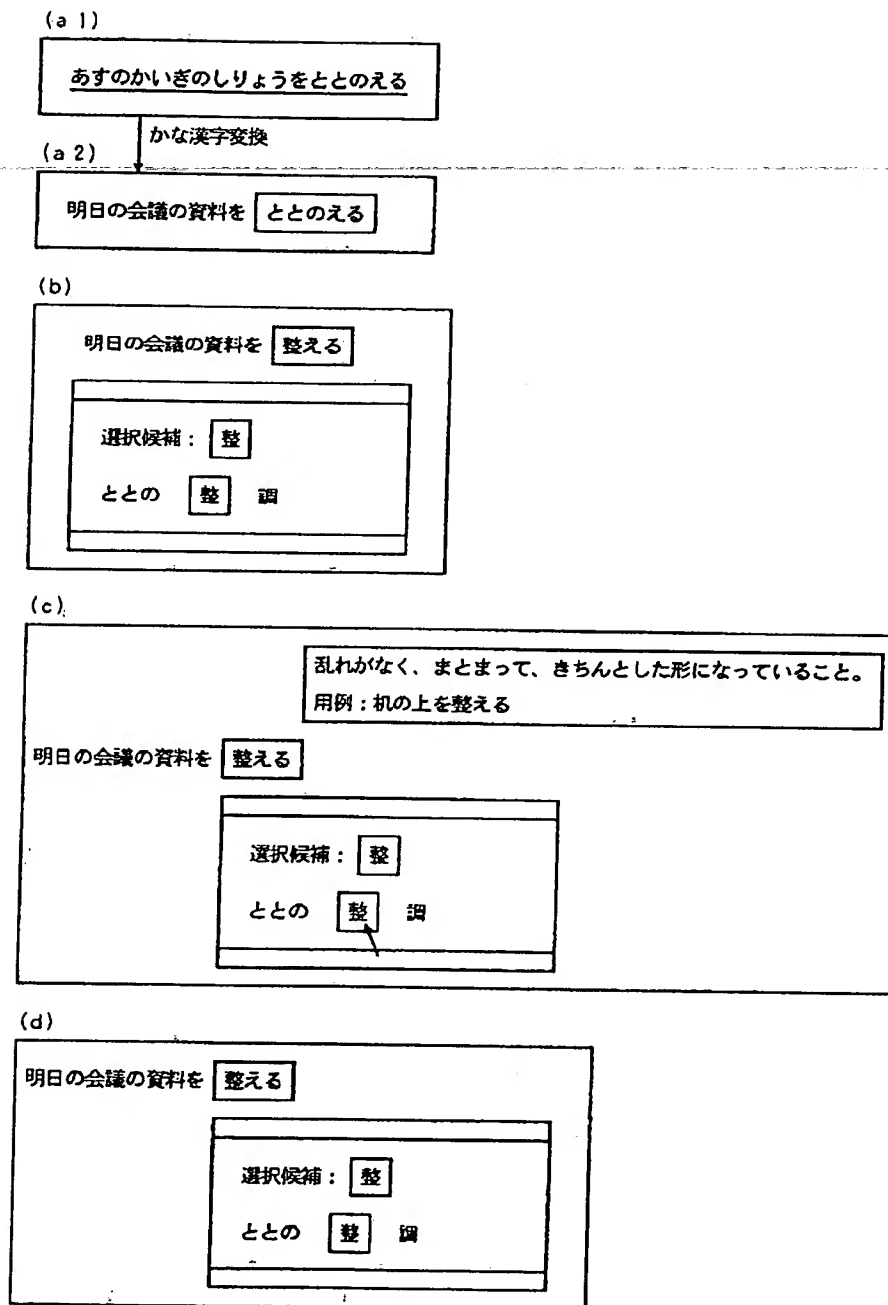 (a 1)
あすのかいぎのしりょうをととのえる
かな漢字変換
(a 2)
明日の会議の資料を ととのえる
(b)
明日の会議の資料を 整える
選択候補： 整
ととの 整 調
(c)
乱れがなく、まとまって、きちんとした形になっていること。
用例：机の上を整える
明日の会議の資料を 整える
選択候補： 整
ととの 整 調
(d)
明日の会議の資料を 整える
選択候補： 整
ととの 整 調